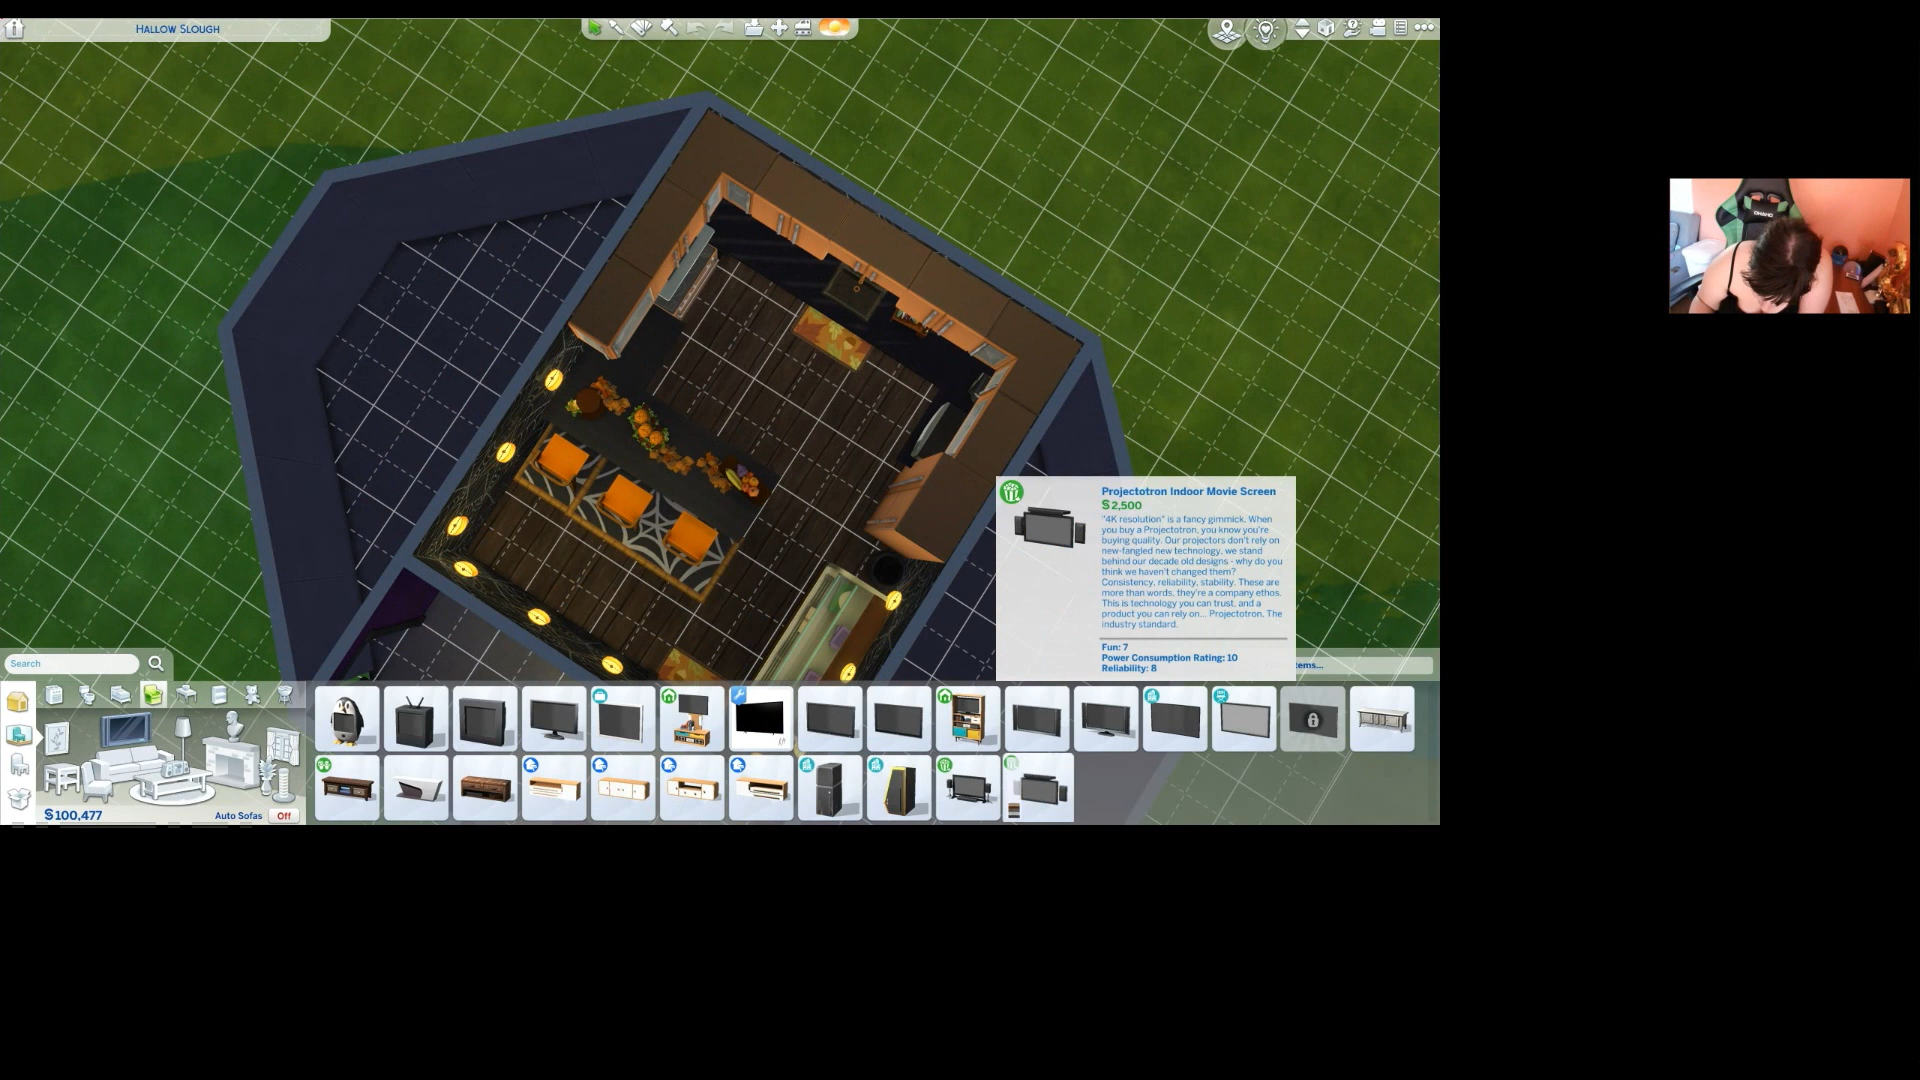 HALLOW SLOUGH
Projectotron Indoor Movie Screen
§2,500
"4K resolution" is a fancy gimmick. When
you buy a Projectotron, you know you're
buying quality. Our projectors don't rely on
new-fangled new technology, we stand
behind our decade old designs - why do you
think we haven't changed them?
Consistency, reliability, stability. These are
more than words, they're a company ethos.
This is technology you can trust, and a
product you can rely on... Projectotron. The
industry standard.
Fun: 7
Power Consumption Rating: 10
Reliability: 8
Search
tems...
§100,477
Auto Sofas Off